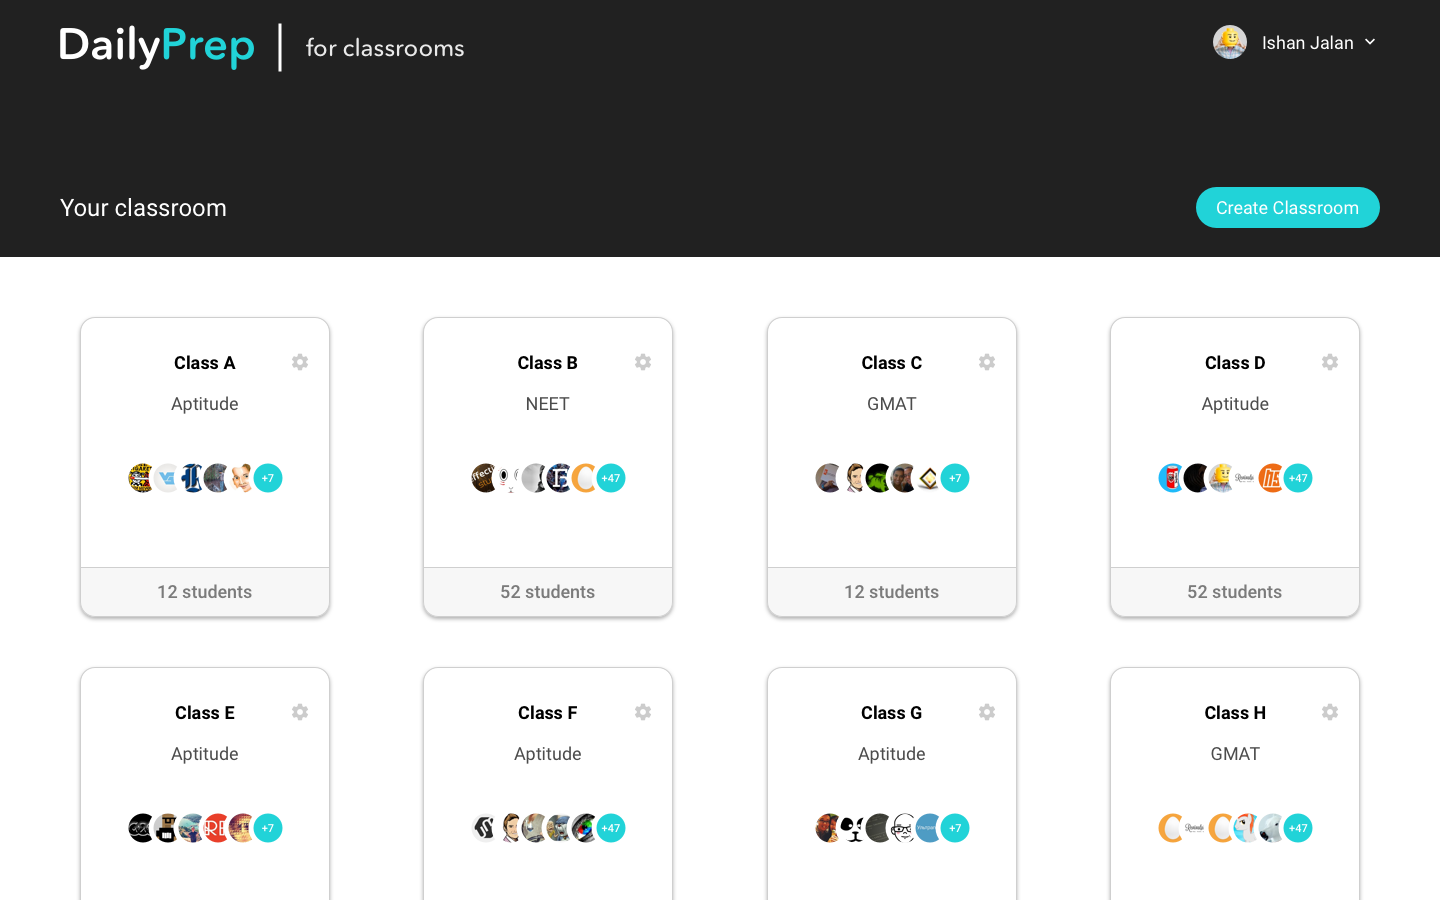 DailyPrep | for classrooms
Ishan Jalan
Your classroom
Create Classroom
Class A
Aptitude
+7
12 students
Class B
NEET
+47
52 students
Class C
GMAT
+7
12 students
Class D
Aptitude
+47
52 students
Class E
Aptitude
+7
Class F
Aptitude
+47
Class G
Aptitude
+7
Class H
GMAT
+47